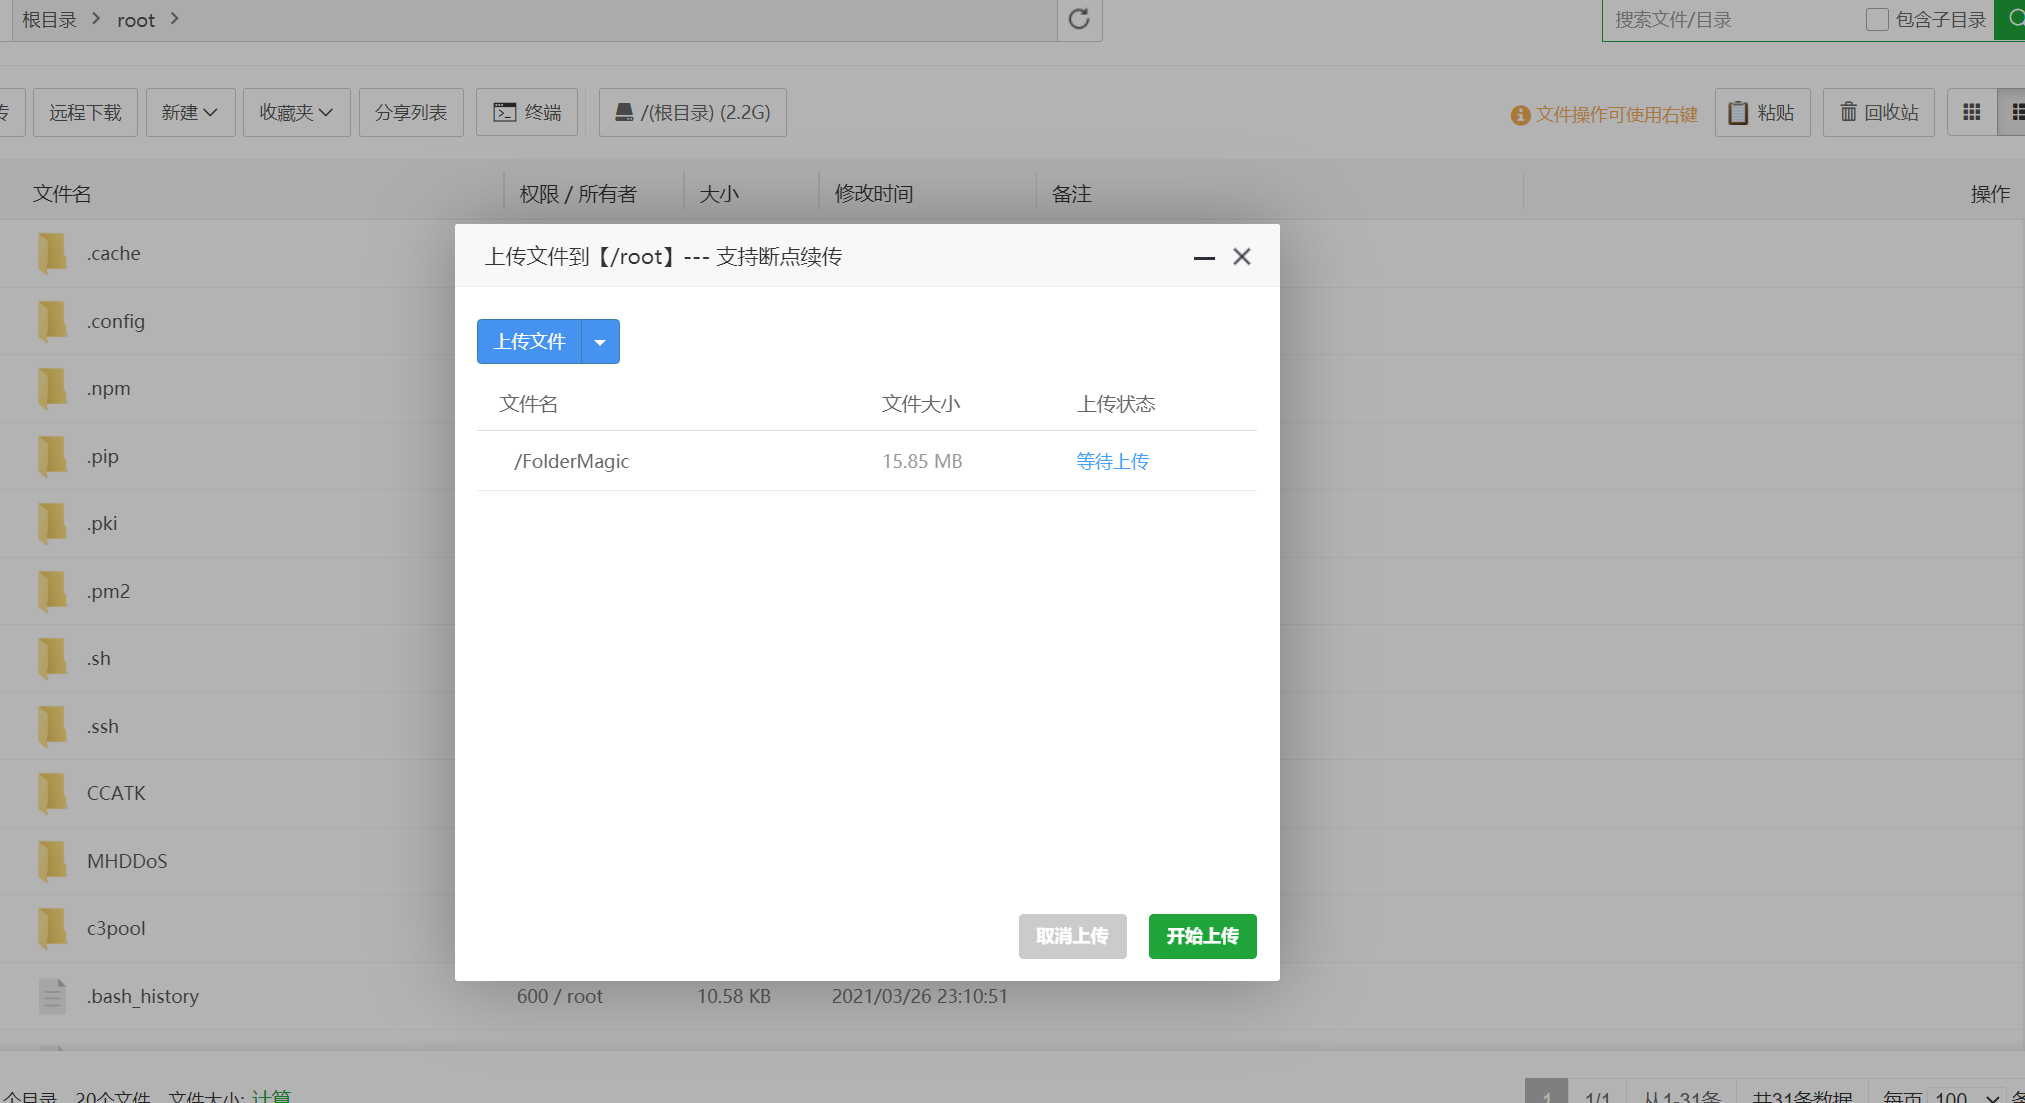 根目录 > root >
搜索文件/目录 包含子目录
传 远程下载 新建 收藏夹 分享列表 终端 /(根目录) (2.2G) 文件操作可使用右键 粘贴 回收站
文件名 权限 / 所有者 大小 修改时间 备注 操作
.cache
.config
.npm
.pip
.pki
.pm2
.sh
.ssh
CCATK
MHDDoS
c3pool
.bash_history 600 / root 10.58 KB 2021/03/26 23:10:51
上传文件到【/root】--- 支持断点续传
上传文件
文件名 文件大小 上传状态
/FolderMagic 15.85 MB 等待上传
取消上传 开始上传
个目录，20个文件，文件大小: 计算
1 1/1 从1-31条 共31条数据 每页 100 条